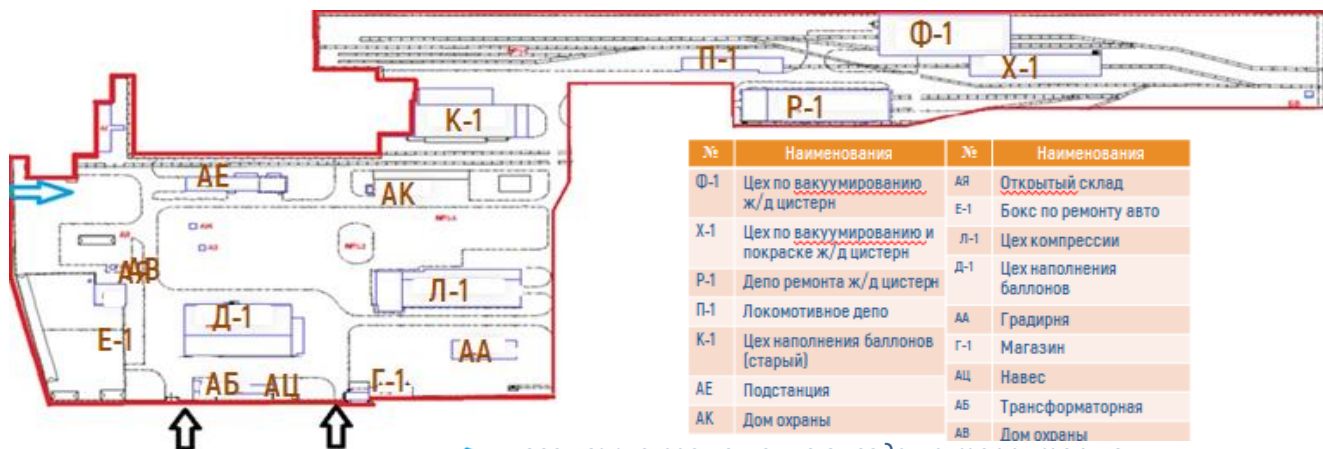 Ф-1
П-1
Х-1
Р-1
К-1
АЕ
АК
АВ
Л-1
Д-1
Е-1
АА
АБ
АЦ
Г-1
№ Наименования № Наименования
Ф-1 Цех по вакуумированию
ж/д цистерн
Х-1 Цех по вакуумированию и
покраске ж/д цистерн
Р-1 Депо ремонта ж/д цистерн
П-1 Локомотивное депо
К-1 Цех наполнения баллонов
(старый)
АЕ Подстанция
АК Дом охраны
АЯ Открытый склад
Е-1 Бокс по ремонту авто
Л-1 Цех компрессии
Д-1 Цех наполнения
баллонов
АА Градирня
Г-1 Магазин
АЦ Навес
АБ Трансформаторная
АВ Дом охраны